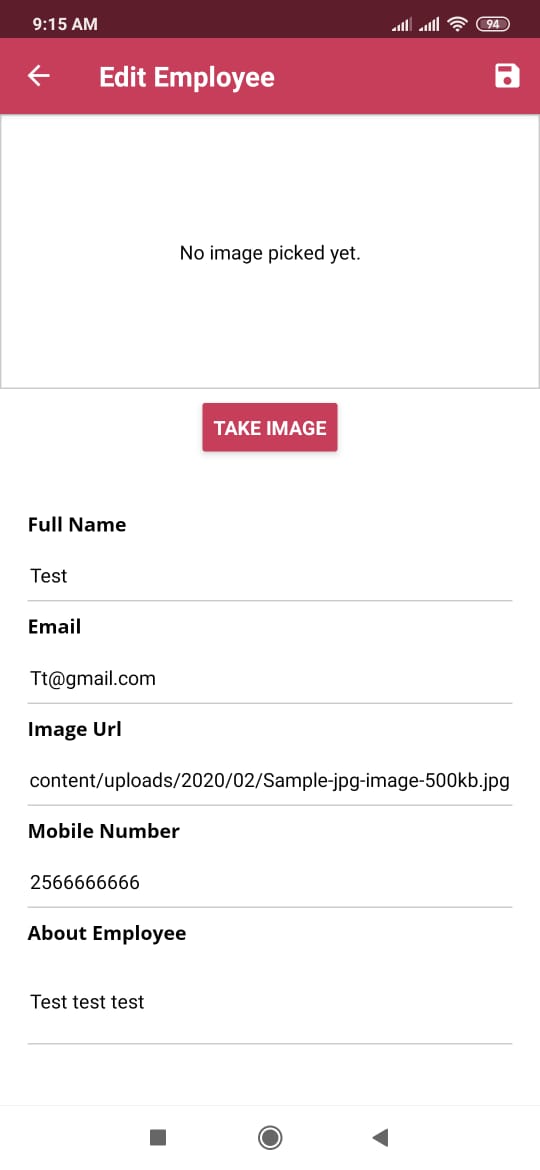 9:15 AM
94
Edit Employee
No image picked yet.
TAKE IMAGE
Full Name
Test
Email
Tt@gmail.com
Image Url
content/uploads/2020/02/Sample-jpg-image-500kb.jpg
Mobile Number
2566666666
About Employee
Test test test